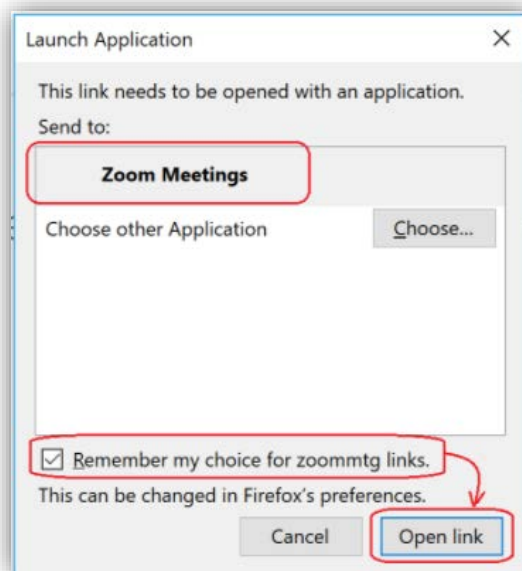 Launch Application
This link needs to be opened with an application.
Send to:
Zoom Meetings
Choose other Application
Choose...
Remember my choice for zoommtg links.
This can be changed in Firefox's preferences.
Cancel
Open link